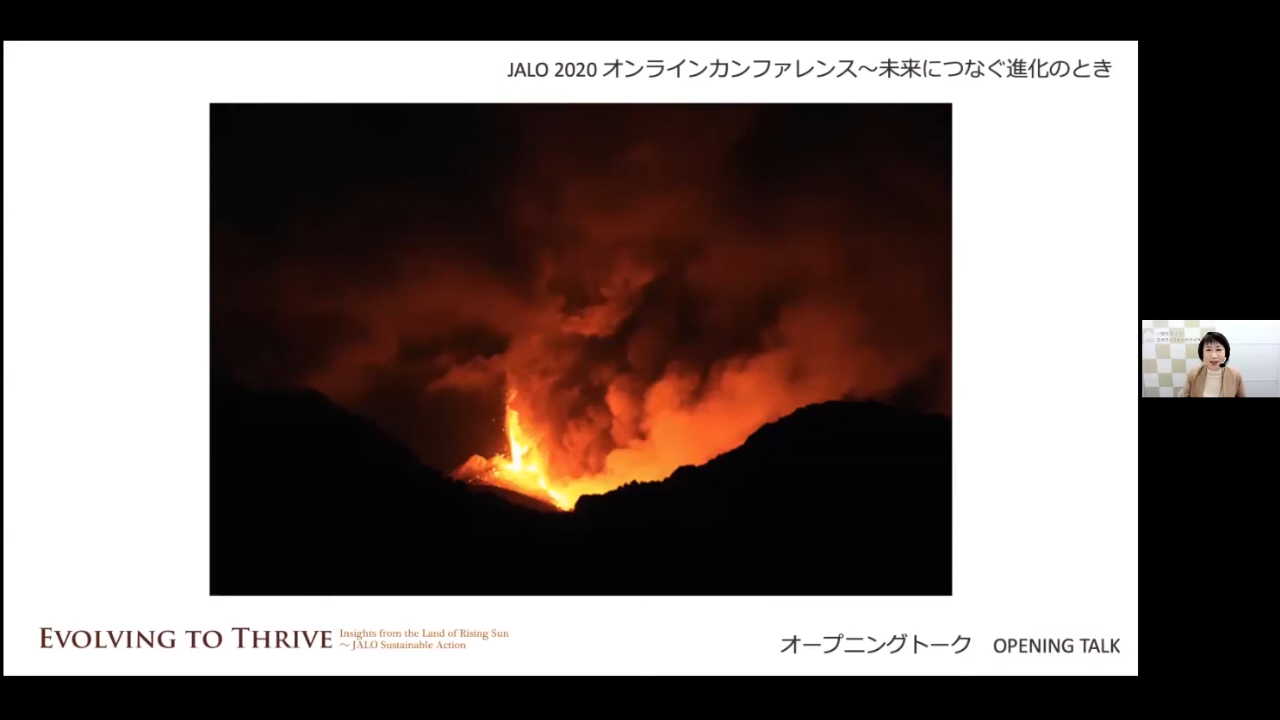 JALO 2020 オンラインカンファレンス～未来につなぐ進化のとき
EVOLVING TO THRIVE
Insights from the Land of Rising Sun
～JALO Sustainable Action
オープニングトーク OPENING TALK